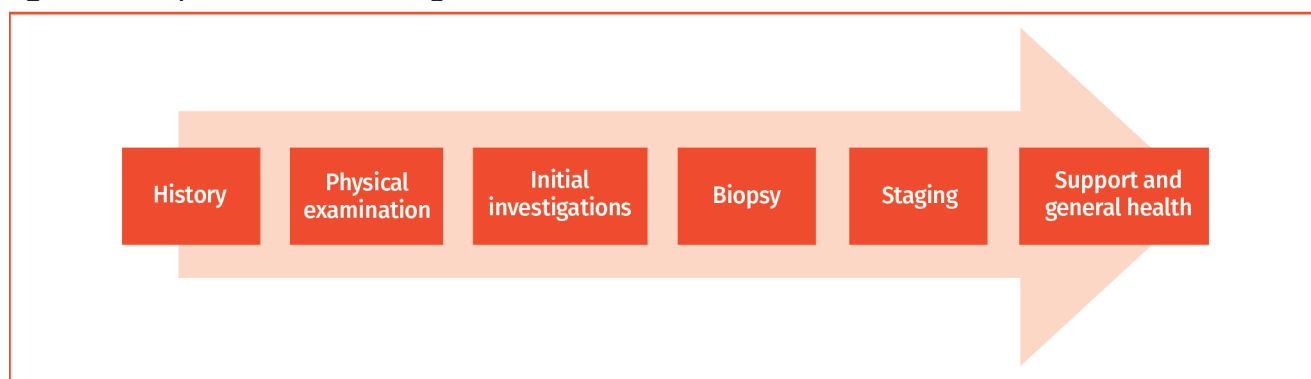 History
Physical
examination
Initial
investigations
Biopsy
Staging
Support and
general health